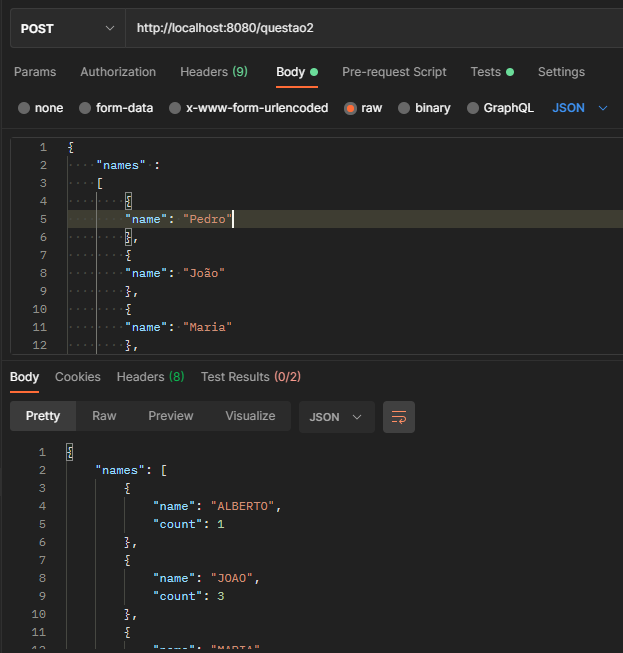 POST http://localhost:8080/questao2
Params Authorization Headers (9) Body Pre-request Script Tests Settings
none form-data x-www-form-urlencoded raw binary GraphQL JSON
1 {
2 "names" :
3 [
4 {
5 "name": "Pedro"
6 },
7 {
8 "name": "João"
9 },
10 {
11 "name": "Maria"
12 },
Body Cookies Headers (8) Test Results (0/2)
Pretty Raw Preview Visualize JSON
1 {
2 "names": [
3 {
4 "name": "ALBERTO",
5 "count": 1
6 },
7 {
8 "name": "JOAO",
9 "count": 3
10 },
11 {
12 "name": "MARIA"